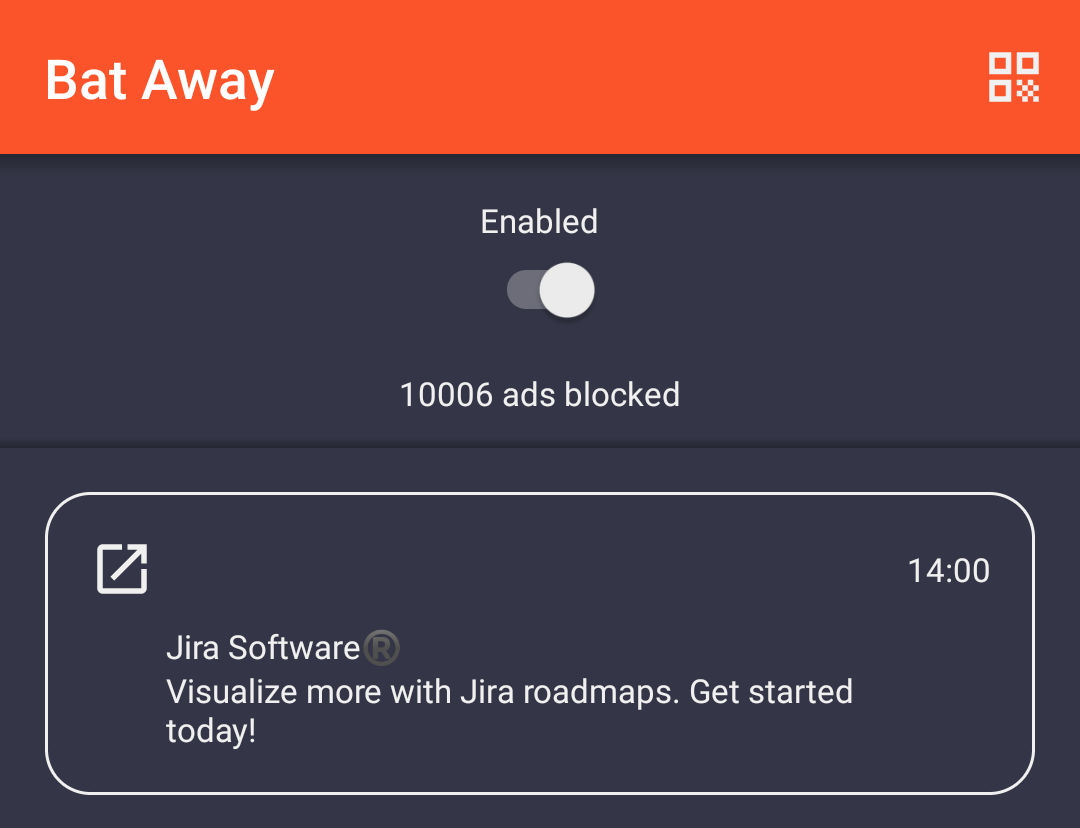 Bat Away
Enabled
10006 ads blocked
14:00
Jira Software®
Visualize more with Jira roadmaps. Get started
today!